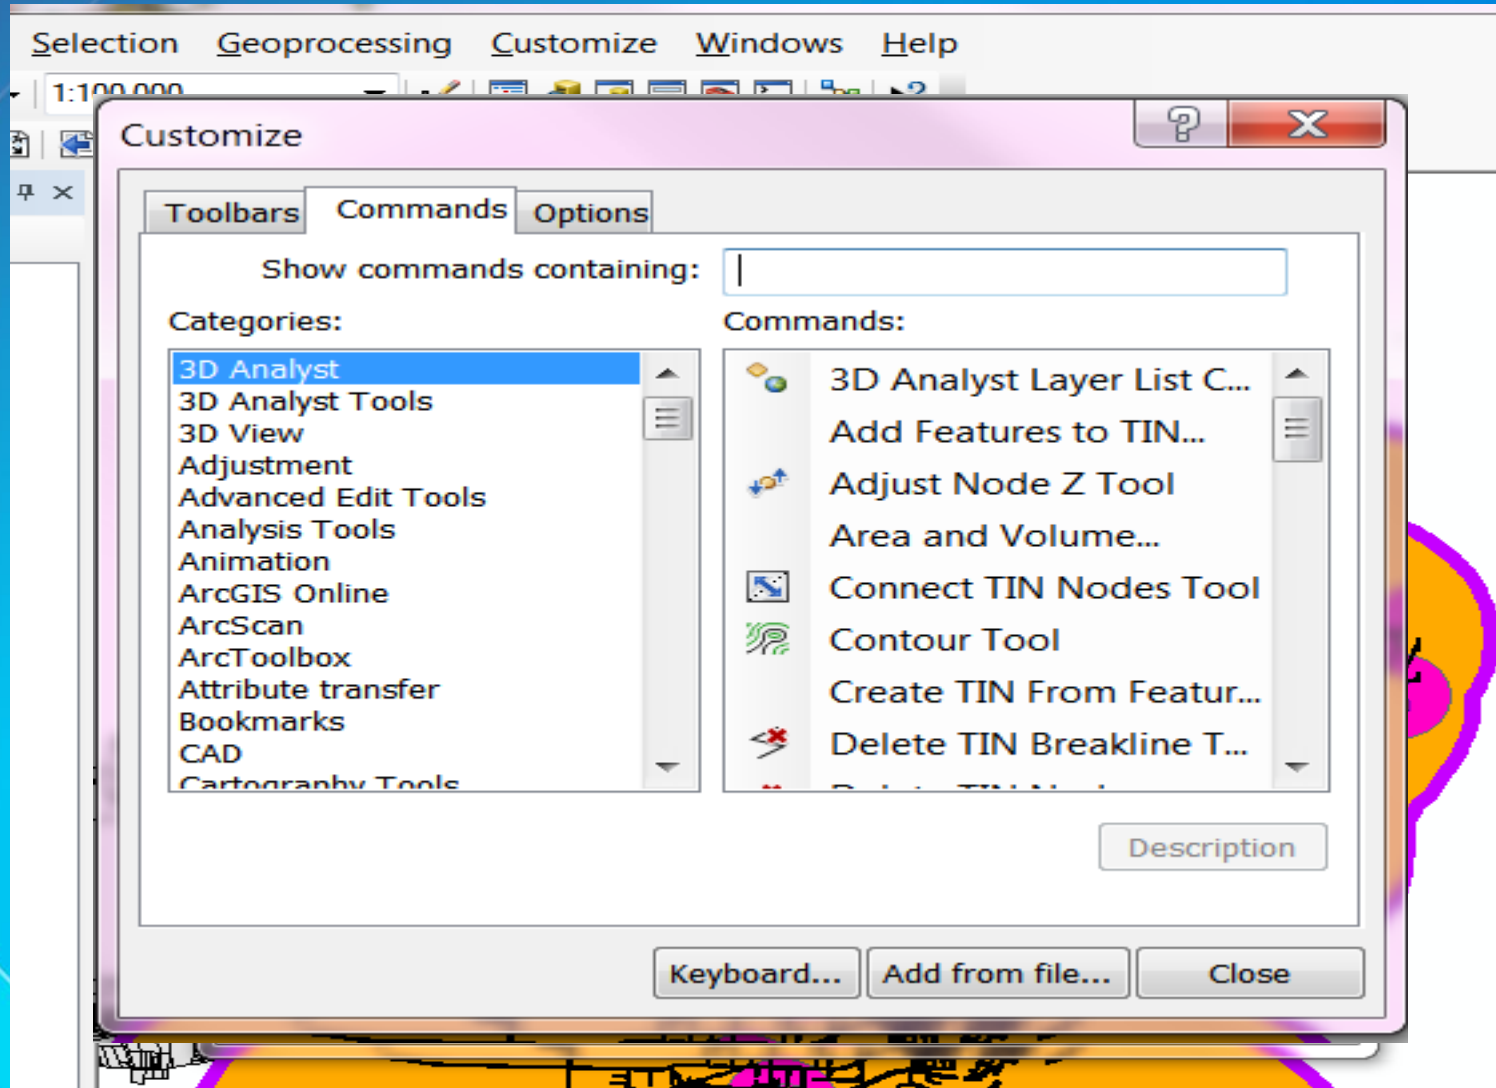 Selection Geoprocessing Customize Windows Help
1:100,000
Customize
Toolbars Commands Options
Show commands containing:
Categories:
3D Analyst
3D Analyst Tools
3D View
Adjustment
Advanced Edit Tools
Analysis Tools
Animation
ArcGIS Online
ArcScan
ArcToolbox
Attribute transfer
Bookmarks
CAD
Cartography Tools
Commands:
3D Analyst Layer List C...
Add Features to TIN...
Adjust Node Z Tool
Area and Volume...
Connect TIN Nodes Tool
Contour Tool
Create TIN From Featur...
Delete TIN Breakline T...
Description
Keyboard... Add from file... Close